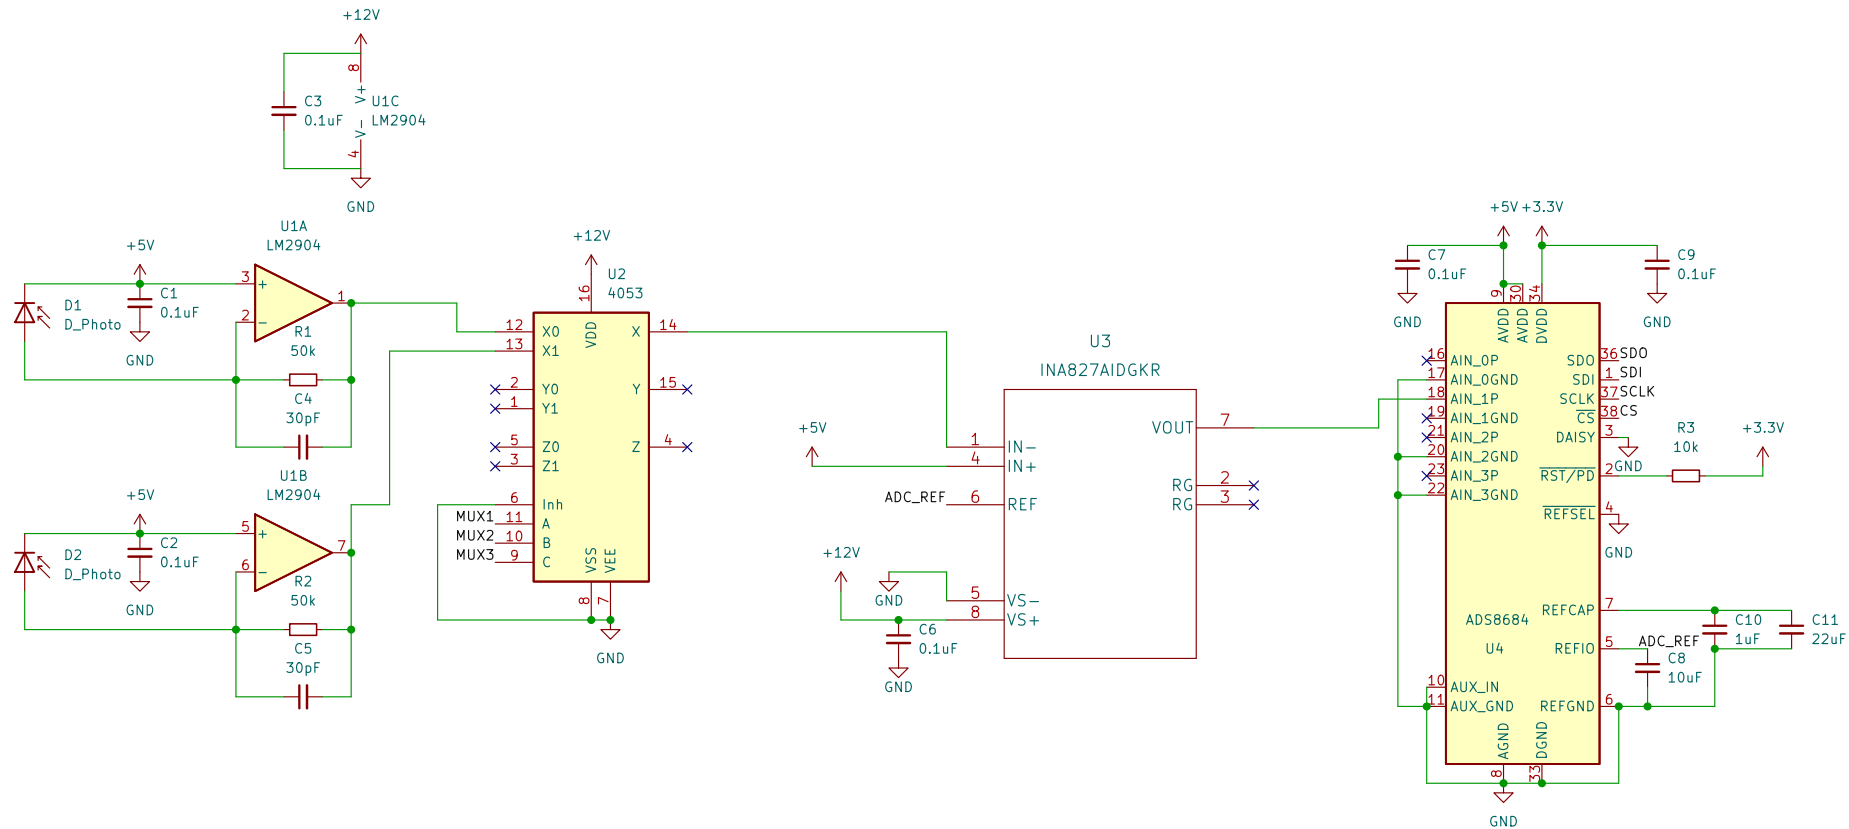 +12V
8
V+
C3
0.1uF
U1C
LM2904
V-
4
GND
U1A
LM2904
+5V
3
+
2
-
1
C1
0.1uF
GND
D1
D_Photo
R1
50k
C4
30pF
U1B
LM2904
+5V
5
+
6
-
7
C2
0.1uF
GND
D2
D_Photo
R2
50k
C5
30pF
+12V
U2
4053
16
VDD
12 X0
13 X1
2 Y0
1 Y1
5 Z0
3 Z1
6 Inh
MUX1 11 A
MUX2 10 B
MUX3 9 C
X 14
Y 15
Z 4
VSS
VEE
8
7
GND
U3
INA827AIDGKR
+5V
1 IN-
4 IN+
ADC_REF 6 REF
+12V
GND
5 VS-
8 VS+
C6
0.1uF
GND
VOUT 7
RG 2
RG 3
+5V
+3.3V
C7
0.1uF
GND
C9
0.1uF
GND
9
30
34
AVDD
AVDD
DVDD
16 AIN_0P
17 AIN_0GND
18 AIN_1P
19 AIN_1GND
21 AIN_2P
20 AIN_2GND
23 AIN_3P
22 AIN_3GND
10 AUX_IN
11 AUX_GND
SDO 36 SDO
SDI 1 SDI
SCLK 37 SCLK
CS 38 CS
DAISY 3
GND
RST/PD 2
R3
10k
+3.3V
REFSEL 4
GND
ADS8684
U4
REFCAP 7
REFIO 5
ADC_REF
REFGND 6
C10
1uF
C11
22uF
C8
10uF
AGND
DGND
8
33
GND